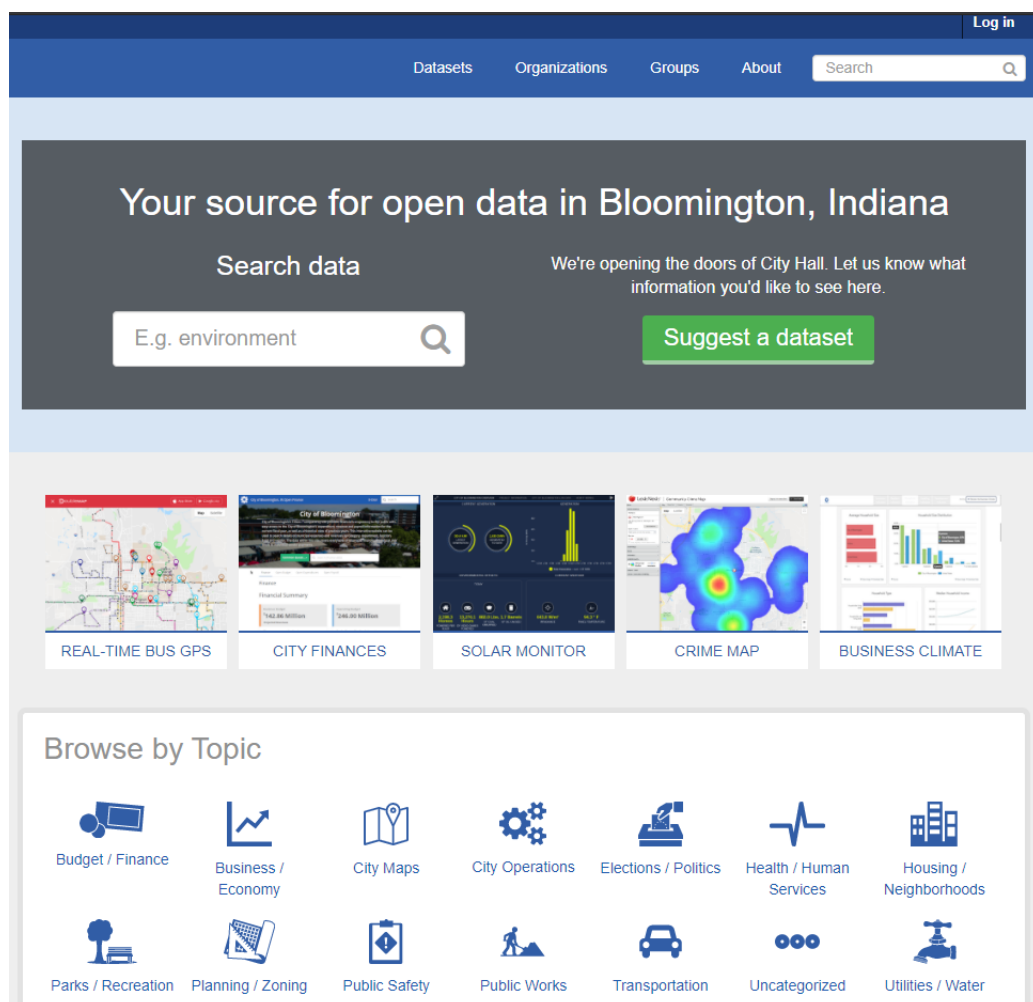 Log in
Datasets Organizations Groups About Search
Your source for open data in Bloomington, Indiana
Search data
We're opening the doors of City Hall. Let us know what
information you'd like to see here.
E.g. environment
Suggest a dataset
City of Bloomington
Financial Summary
REAL-TIME BUS GPS
CITY FINANCES
SOLAR MONITOR
CRIME MAP
BUSINESS CLIMATE
Browse by Topic
Budget / Finance
Business /
Economy
City Maps
City Operations
Elections / Politics
Health / Human
Services
Housing /
Neighborhoods
Parks / Recreation
Planning / Zoning
Public Safety
Public Works
Transportation
Uncategorized
Utilities / Water